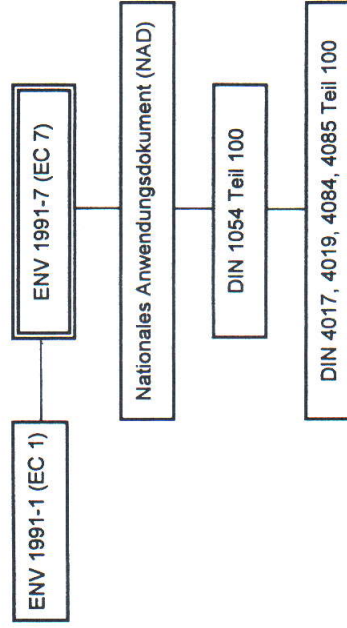 ENV 1991-1 (EC 1)
ENV 1991-7 (EC 7)
Nationales Anwendungsdokument (NAD)
DIN 1054 Teil 100
DIN 4017, 4019, 4084, 4085 Teil 100